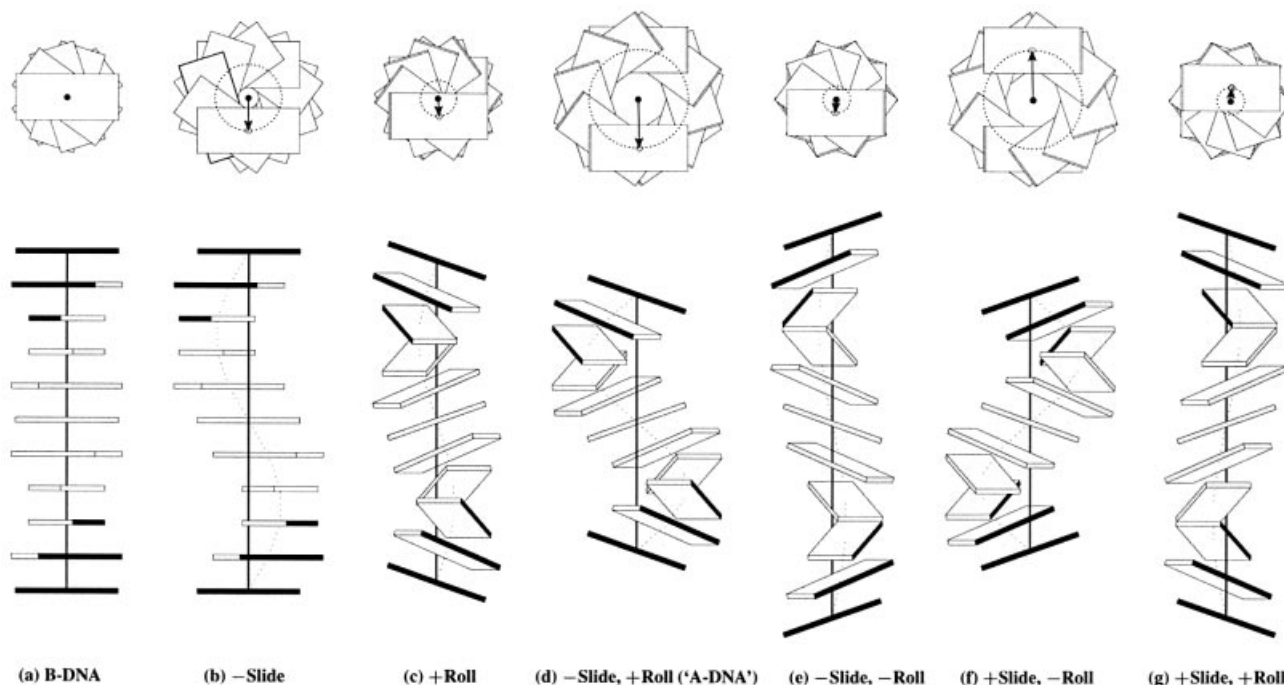 (a) B-DNA
(b) −Slide
(c) +Roll
(d) −Slide, +Roll ('A-DNA')
(e) −Slide, −Roll
(f) +Slide, −Roll
(g) +Slide, +Roll